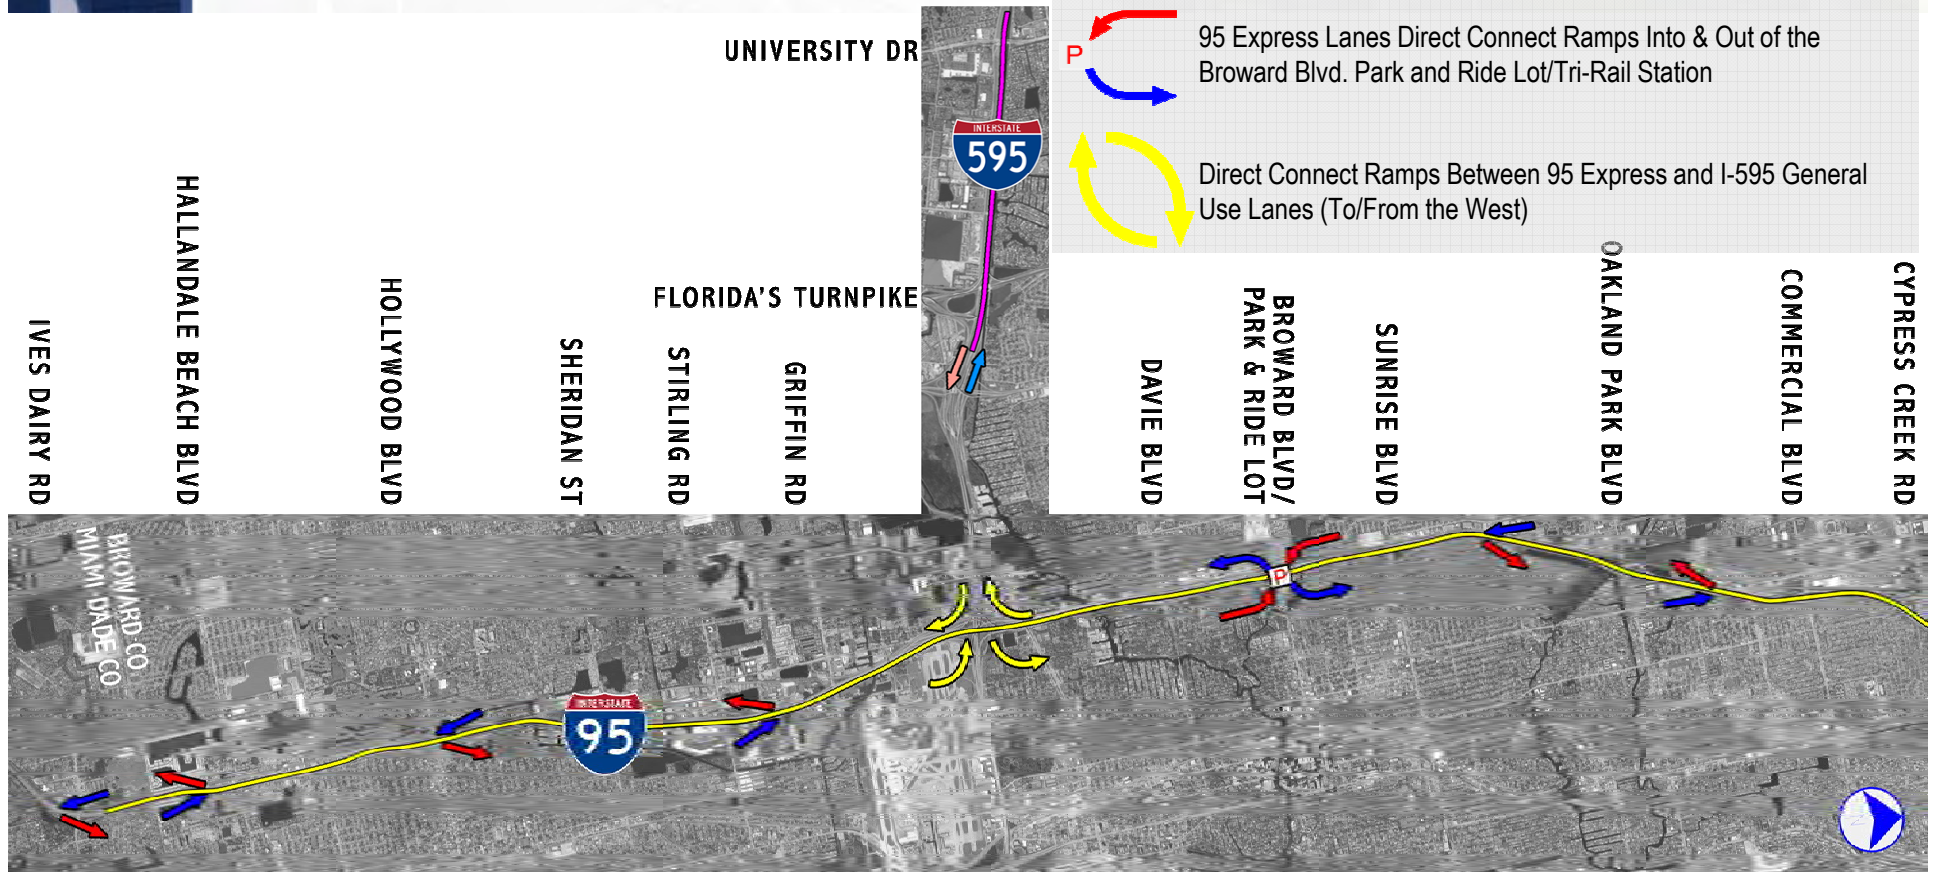 UNIVERSITY DR
FLORIDA'S TURNPIKE
INTERSTATE
595
P
95 Express Lanes Direct Connect Ramps Into & Out of the
Broward Blvd. Park and Ride Lot/Tri-Rail Station
Direct Connect Ramps Between 95 Express and I-595 General
Use Lanes (To/From the West)
IVES DAIRY RD
HALLANDALE BEACH BLVD
HOLLYWOOD BLVD
SHERIDAN ST
STIRLING RD
GRIFFIN RD
DAVIE BLVD
BROWARD BLVD/
PARK & RIDE LOT
SUNRISE BLVD
OAKLAND PARK BLVD
COMMERCIAL BLVD
CYPRESS CREEK RD
BROWARD CO
MIAMI DADE CO
INTERSTATE
95
P
N